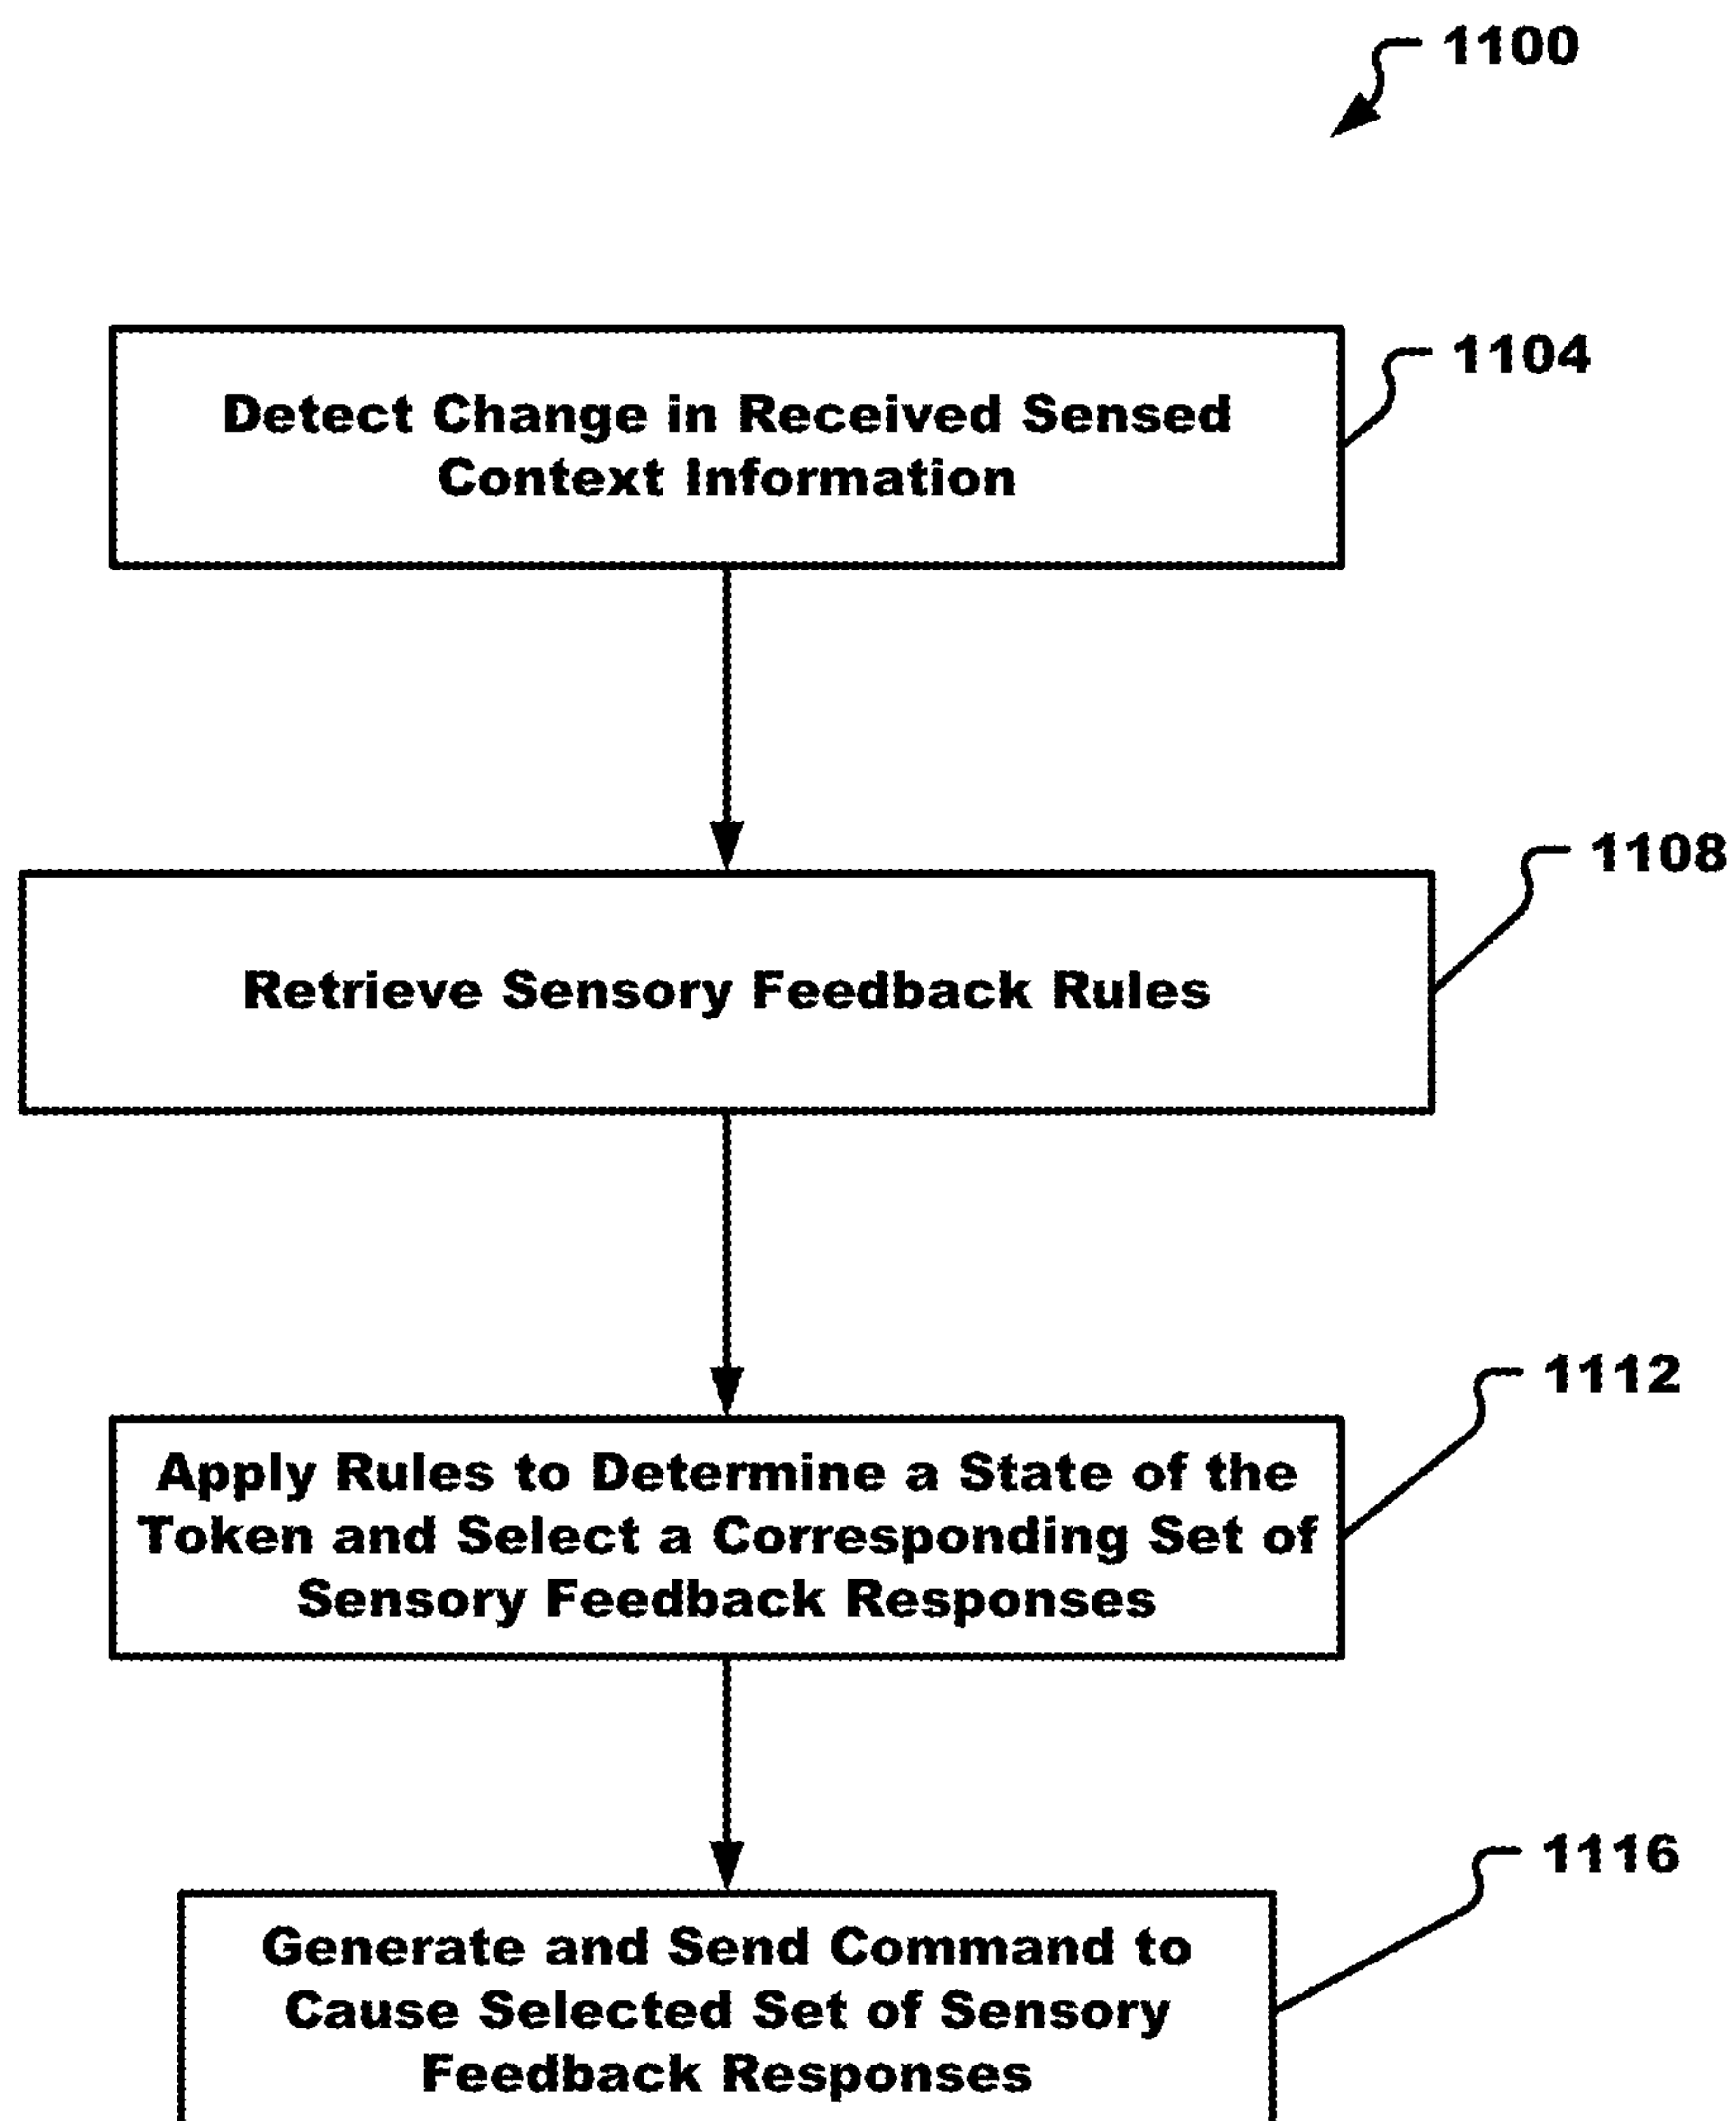 1100
1104
Detect Change in Received Sensed
Context Information
1108
Retrieve Sensory Feedback Rules
1112
Apply Rules to Determine a State of the
Token and Select a Corresponding Set of
Sensory Feedback Responses
1116
Generate and Send Command to
Cause Selected Set of Sensory
Feedback Responses